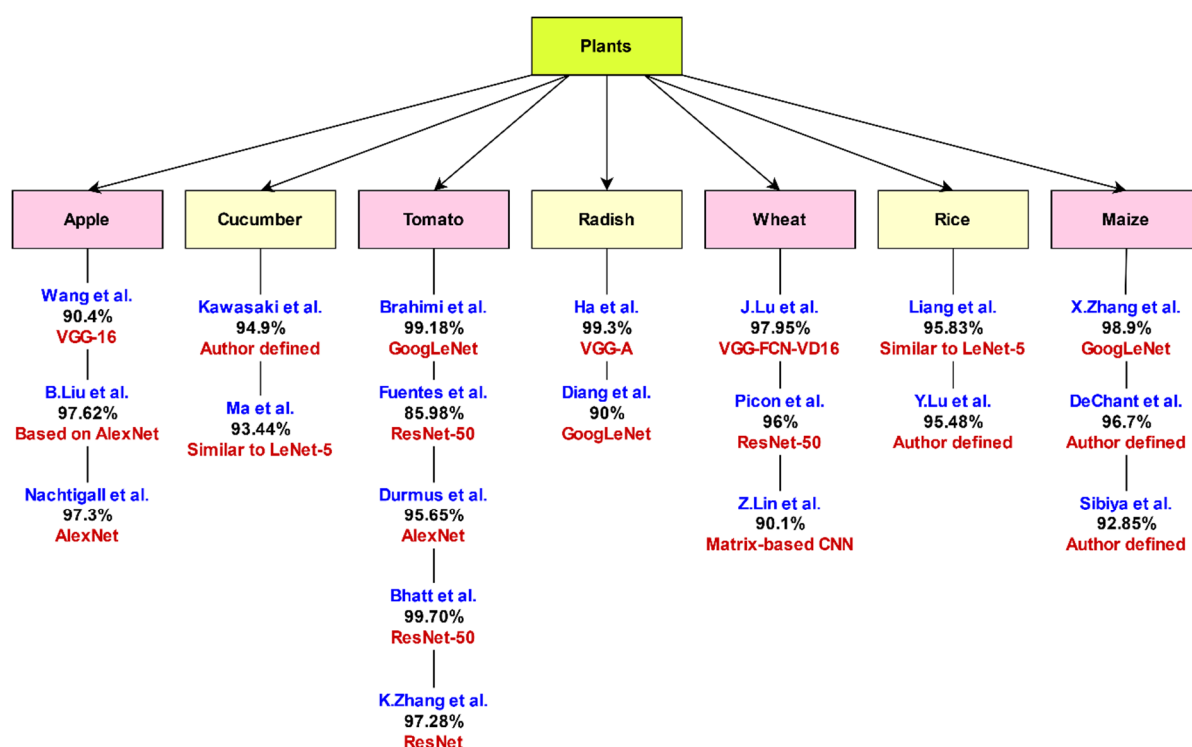 Plants
Apple
Wang et al.
90.4%
VGG-16
B.Liu et al.
97.62%
Based on AlexNet
Nachtigall et al.
97.3%
AlexNet
Cucumber
Kawasaki et al.
94.9%
Author defined
Ma et al.
93.44%
Similar to LeNet-5
Tomato
Brahimi et al.
99.18%
GoogLeNet
Fuentes et al.
85.98%
ResNet-50
Durmus et al.
95.65%
AlexNet
Bhatt et al.
99.70%
ResNet-50
K.Zhang et al.
97.28%
ResNet
Radish
Ha et al.
99.3%
VGG-A
Diang et al.
90%
GoogLeNet
Wheat
J.Lu et al.
97.95%
VGG-FCN-VD16
Picon et al.
96%
ResNet-50
Z.Lin et al.
90.1%
Matrix-based CNN
Rice
Liang et al.
95.83%
Similar to LeNet-5
Y.Lu et al.
95.48%
Author defined
Maize
X.Zhang et al.
98.9%
GoogLeNet
DeChant et al.
96.7%
Author defined
Sibiya et al.
92.85%
Author defined